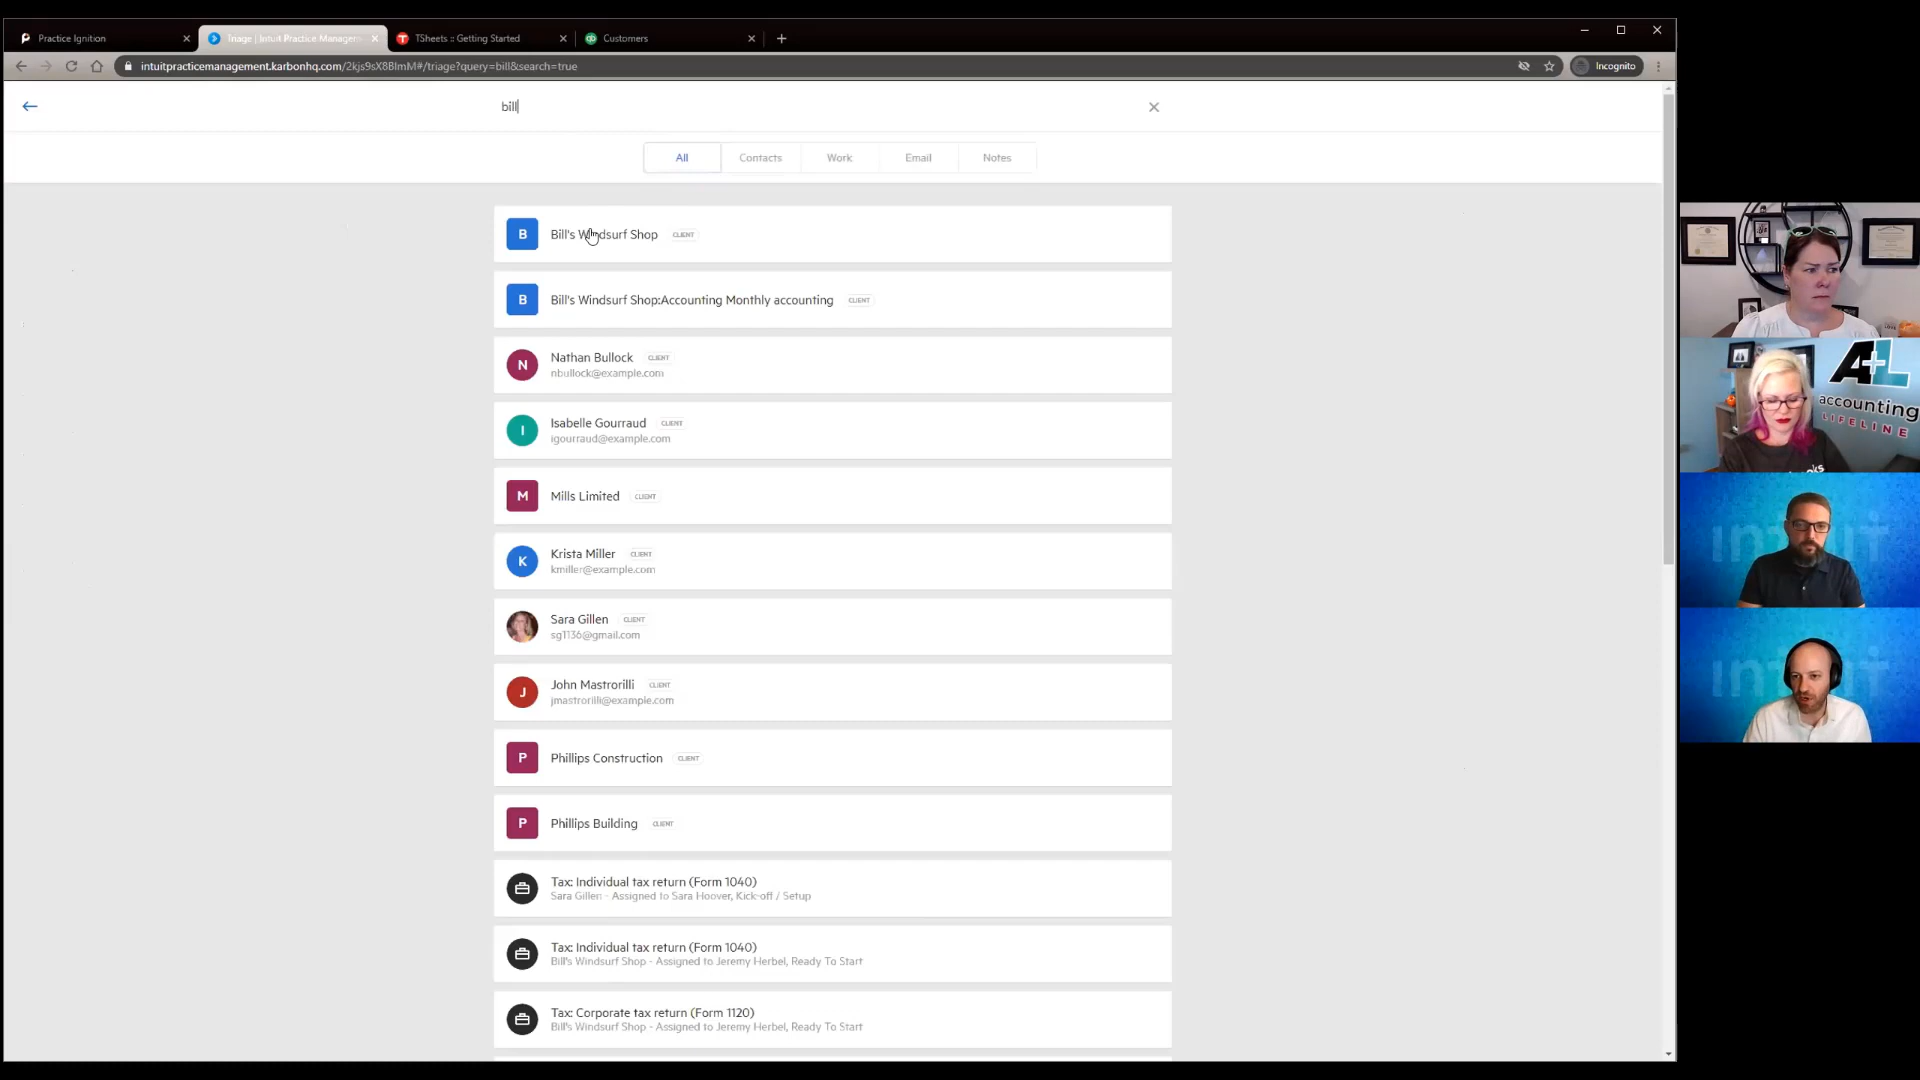 Practice Ignition
Triage | Intuit Practice Managem
TSheets :: Getting Started
Customers
intuitpracticemanagement.karbonhq.com/2kjs9sX8BlmM#/triage?query=bill&search=true
Incognito
bill
All
Contacts
Work
Email
Notes
B
Bill's Windsurf Shop
CLIENT
B
Bill's Windsurf Shop:Accounting Monthly accounting
CLIENT
N
Nathan Bullock
CLIENT
nbullock@example.com
I
Isabelle Gourraud
CLIENT
igourraud@example.com
M
Mills Limited
CLIENT
K
Krista Miller
CLIENT
kmiller@example.com
Sara Gillen
CLIENT
sg1136@gmail.com
J
John Mastrorilli
CLIENT
jmastrorilli@example.com
P
Phillips Construction
CLIENT
P
Phillips Building
CLIENT
Tax: Individual tax return (Form 1040)
Sara Gillen - Assigned to Sara Hoover, Kick-off / Setup
Tax: Individual tax return (Form 1040)
Bill's Windsurf Shop - Assigned to Jeremy Herbel, Ready To Start
Tax: Corporate tax return (Form 1120)
Bill's Windsurf Shop - Assigned to Jeremy Herbel, Ready To Start
A+L
accounting
LIFELINE